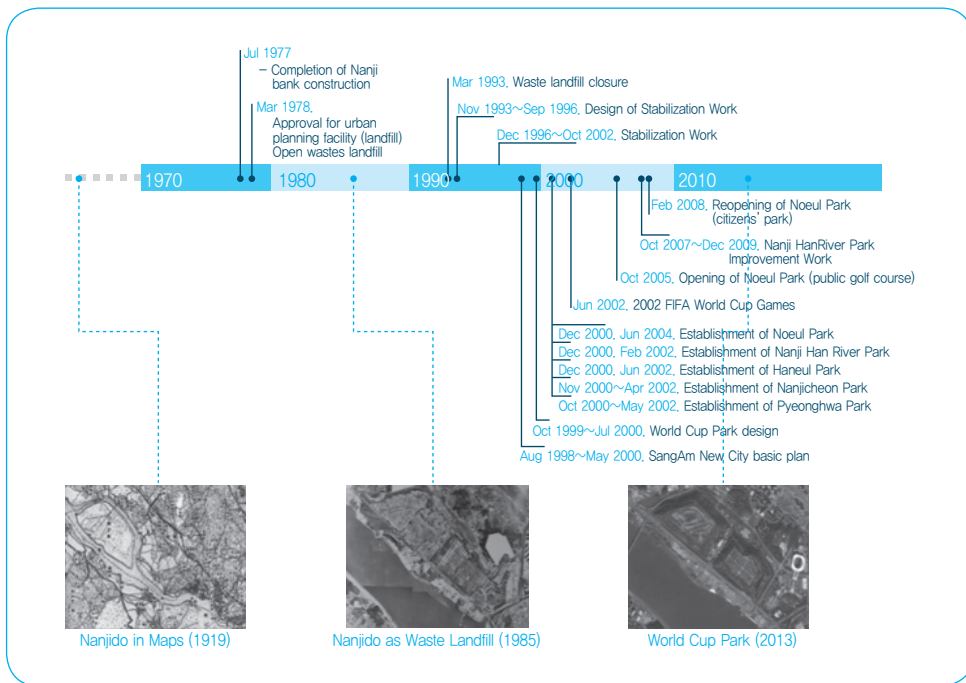 Jul 1977
– Completion of Nanji
bank construction
Mar 1978.
Approval for urban
planning facility (landfill)
Open wastes landfill
Mar 1993. Waste landfill closure
Nov 1993~Sep 1996. Design of Stabilization Work
Dec 1996~Oct 2002. Stabilization Work
1970
1980
1990
2000
2010
Feb 2008. Reopening of Noeul Park
(citizens' park)
Oct 2007~Dec 2009. Nanji HanRiver Park
Improvement Work
Oct 2005. Opening of Noeul Park (public golf course)
Jun 2002. 2002 FIFA World Cup Games
Dec 2000. Jun 2004. Establishment of Noeul Park
Dec 2000. Feb 2002. Establishment of Nanji Han River Park
Dec 2000. Jun 2002. Establishment of Haneul Park
Nov 2000~Apr 2002. Establishment of Nanjicheon Park
Oct 2000~May 2002. Establishment of Pyeonghwa Park
Oct 1999~Jul 2000. World Cup Park design
Aug 1998~May 2000. SangAm New City basic plan
Nanjido in Maps (1919)
Nanjido as Waste Landfill (1985)
World Cup Park (2013)